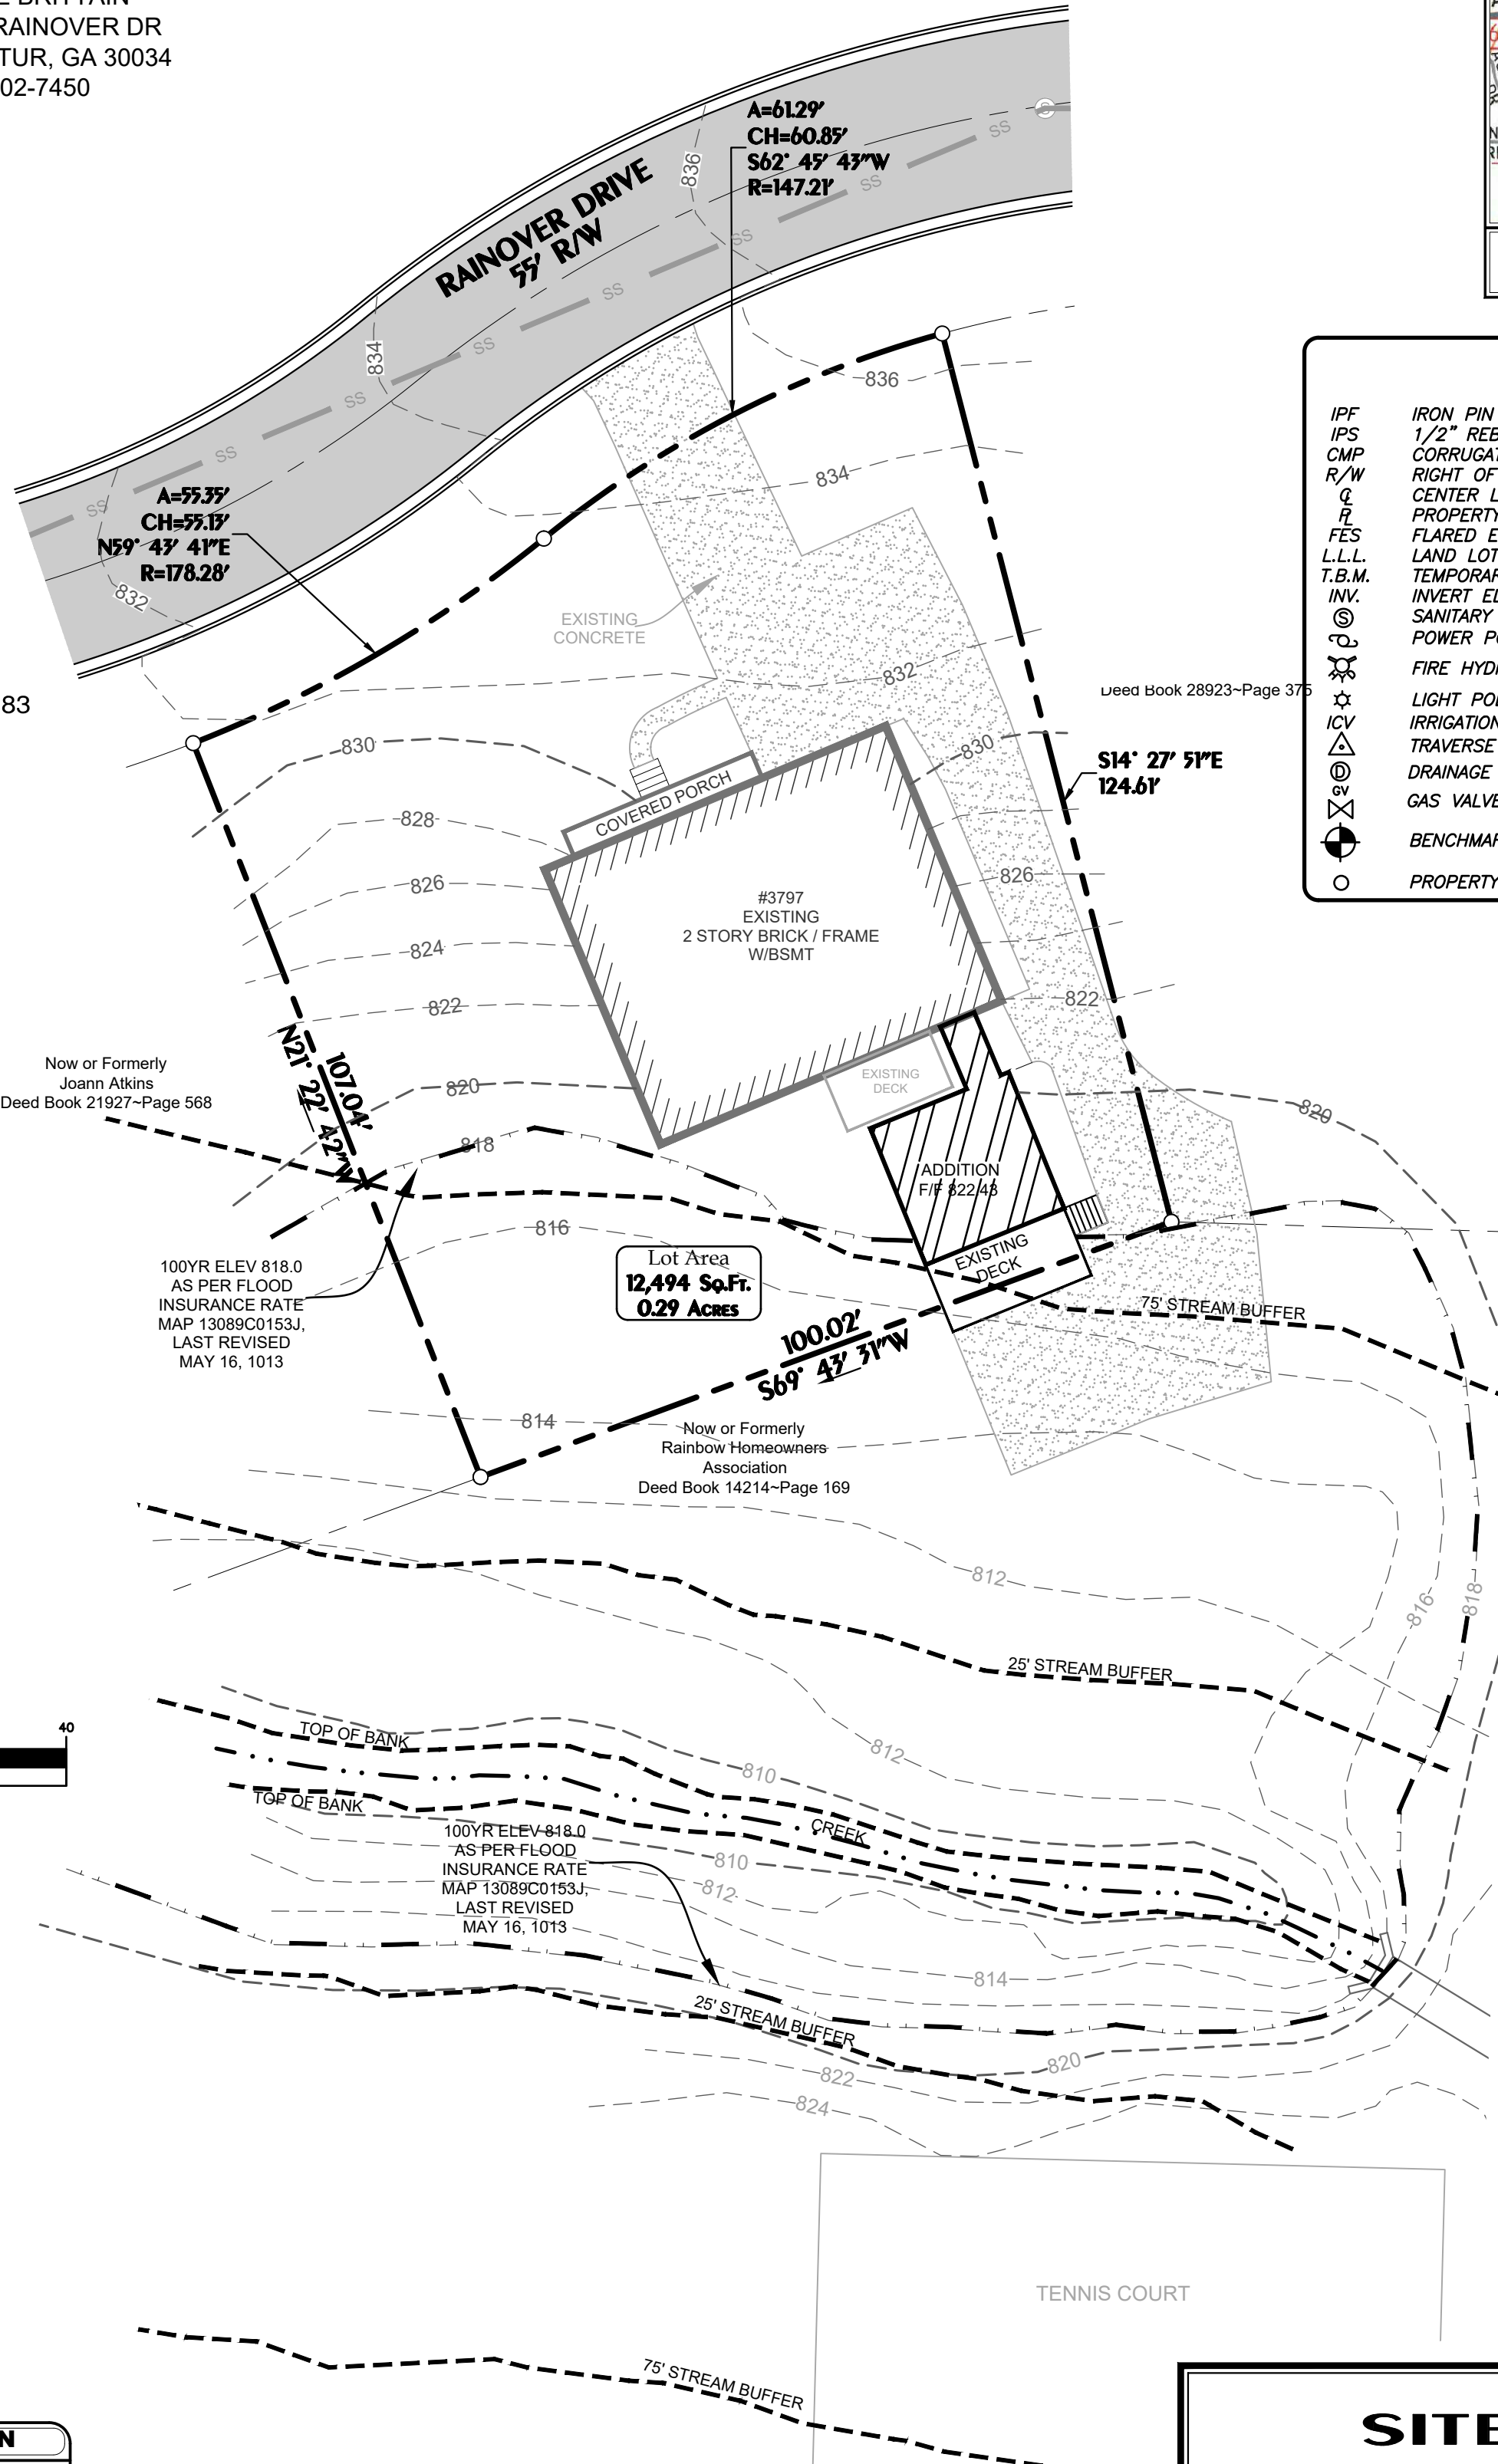 RAINOVER DR
GA 30034
02-7450
A=61.29'
CH=60.85'
S62° 45' 43"W
R=147.21'
RAINOVER DRIVE
55' R/W
836
834
832
SS
SS
SS
SS
SS
SS
SS
SS
S
A=55.35'
CH=55.13'
N59° 43' 41"E
R=178.28'
836
834
EXISTING
CONCRETE
832
83
Deed Book 28923~Page 375
S14° 27' 51"E
124.61'
830
830
828
826
824
822
820
818
816
814
COVERED PORCH
#3797
EXISTING
2 STORY BRICK / FRAME
W/BSMT
826
822
820
EXISTING
DECK
ADDITION
F/F 822.43
EXISTING
DECK
107.04'
N21° 22' 42"W
Now or Formerly
Joann Atkins
Deed Book 21927~Page 568
100YR ELEV 818.0
AS PER FLOOD
INSURANCE RATE
MAP 13089C0153J,
LAST REVISED
MAY 16, 1013
Lot Area
12,494 Sq.Ft.
0.29 Acres
100.02'
S69° 43' 31"W
75' STREAM BUFFER
Now or Formerly
Rainbow Homeowners
Association
Deed Book 14214~Page 169
812
816
818
25' STREAM BUFFER
40
TOP OF BANK
812
810
TOP OF BANK
CREEK
100YR ELEV 818.0
AS PER FLOOD
INSURANCE RATE
MAP 13089C0153J,
LAST REVISED
MAY 16, 1013
810
812
814
25' STREAM BUFFER
820
822
824
TENNIS COURT
75' STREAM BUFFER
IPF IRON PIN
IPS 1/2" REB
CMP CORRUGAT
R/W RIGHT OF
CENTER L
PROPERTY
FES FLARED E
L.L.L. LAND LOT
T.B.M. TEMPORAR
INV. INVERT EL
S SANITARY
POWER PO
FIRE HYD
LIGHT POL
ICV IRRIGATION
TRAVERSE
D DRAINAGE
GV GAS VALVE
BENCHMAR
PROPERTY
SITE
N